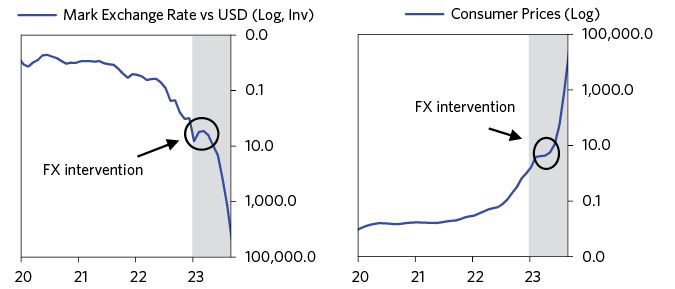 Mark Exchange Rate vs USD (Log, Inv)
0.0
0.1
10.0
1,000.0
100,000.0
FX intervention
20 21 22 23
Consumer Prices (Log)
100,000.0
1,000.0
10.0
0.1
0.0
FX intervention
20 21 22 23